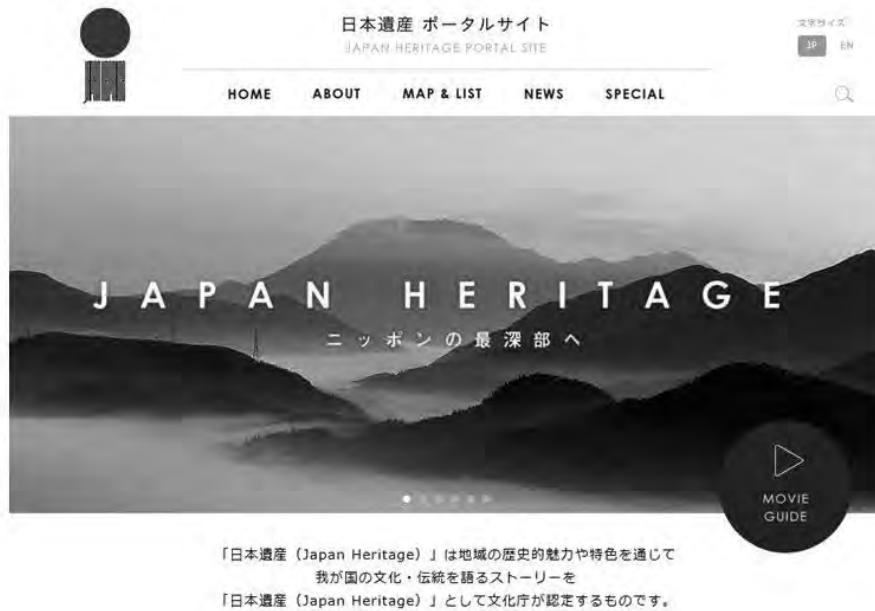 日本遺産 ポータルサイト
JAPAN HERITAGE PORTAL SITE
文字サイズ
JP EN
HOME ABOUT MAP & LIST NEWS SPECIAL
JAPAN HERITAGE
ニッポンの最深部へ
MOVIE
GUIDE
「日本遺産（Japan Heritage）」は地域の歴史的魅力や特色を通じて
我が国の文化・伝統を語るストーリーを
「日本遺産（Japan Heritage）」として文化庁が認定するものです。